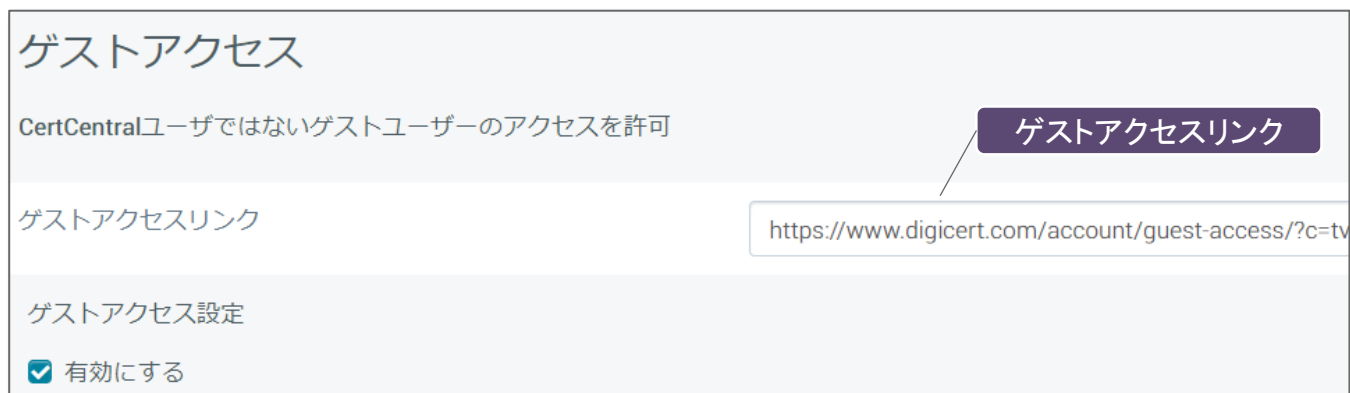 ゲストアクセス
CertCentralユーザではないゲストユーザーのアクセスを許可
ゲストアクセスリンク
ゲストアクセスリンク
https://www.digicert.com/account/guest-access/?c=tv
ゲストアクセス設定
有効にする